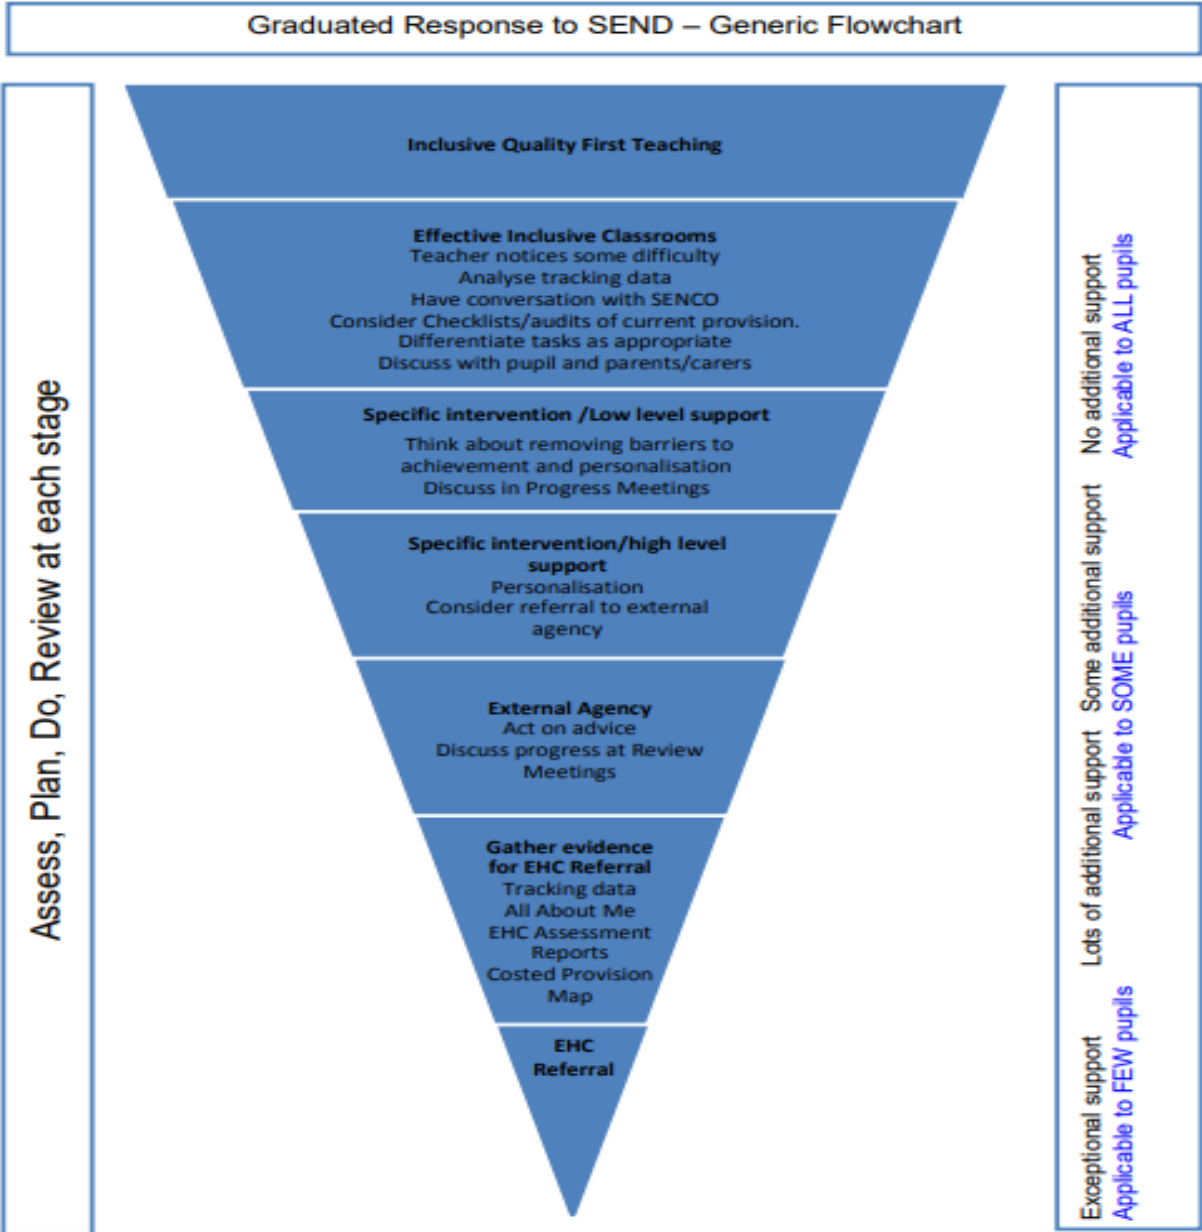 Graduated Response to SEND – Generic Flowchart
Assess, Plan, Do, Review at each stage
Inclusive Quality First Teaching
Effective Inclusive Classrooms
Teacher notices some difficulty
Analyse tracking data
Have conversation with SENCO
Consider Checklists/audits of current provision.
Differentiate tasks as appropriate
Discuss with pupil and parents/carers
Specific intervention /Low level support
Think about removing barriers to
achievement and personalisation
Discuss in Progress Meetings
Specific intervention/high level
support
Personalisation
Consider referral to external
agency
External Agency
Act on advice
Discuss progress at Review
Meetings
Gather evidence
for EHC Referral
Tracking data
All About Me
EHC Assessment
Reports
Costed Provision
Map
EHC
Referral
Exceptional support   Lots of additional support   Some additional support   No additional support
Applicable to FEW pupils   Applicable to SOME pupils   Applicable to ALL pupils